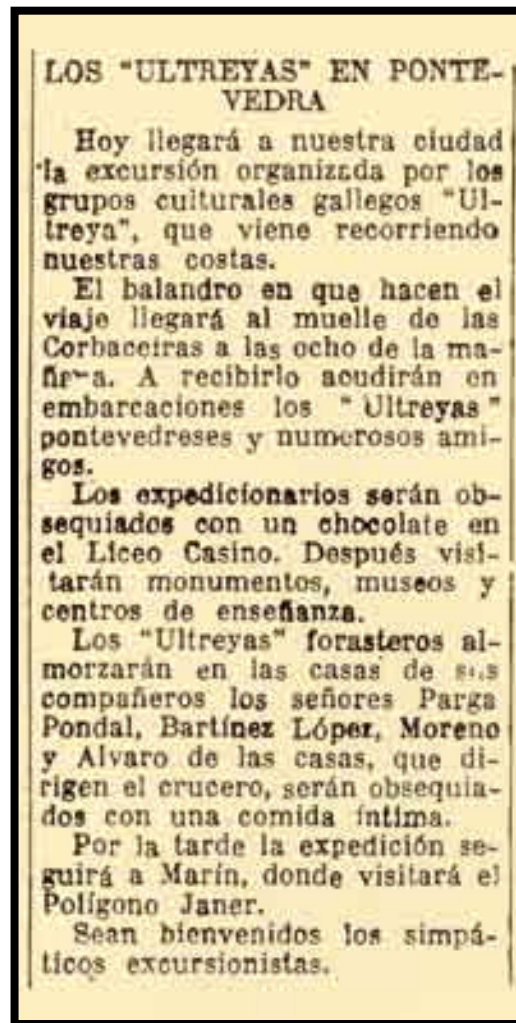 LOS "ULTREYAS" EN PONTE-
VEDRA
Hoy llegará a nuestra ciudad
la excursión organizada por los
grupos culturales gallegos "Ul-
treya", que viene recorriendo
nuestras costas.
El balandro en que hacen el
viaje llegará al muelle de las
Corbaceiras a las ocho de la ma-
ñana. A recibirlo acudirán en
embarcaciones los "Ultreyas"
pontevedreses y numerosos ami-
gos.
Los expedicionarios serán ob-
sequiados con un chocolate en
el Liceo Casino. Después visi-
tarán monumentos, museos y
centros de enseñanza.
Los "Ultreyas" forasteros al-
morzarán en las casas de sus
compañeros los señores Parga
Pondal, Bartínez López, Moreno
y Alvaro de las casas, que di-
rigen el crucero, serán obsequia-
dos con una comida íntima.
Por la tarde la expedición se-
guirá a Marín, donde visitará el
Polígono Janer.
Sean bienvenidos los simpá-
ticos excursionistas.